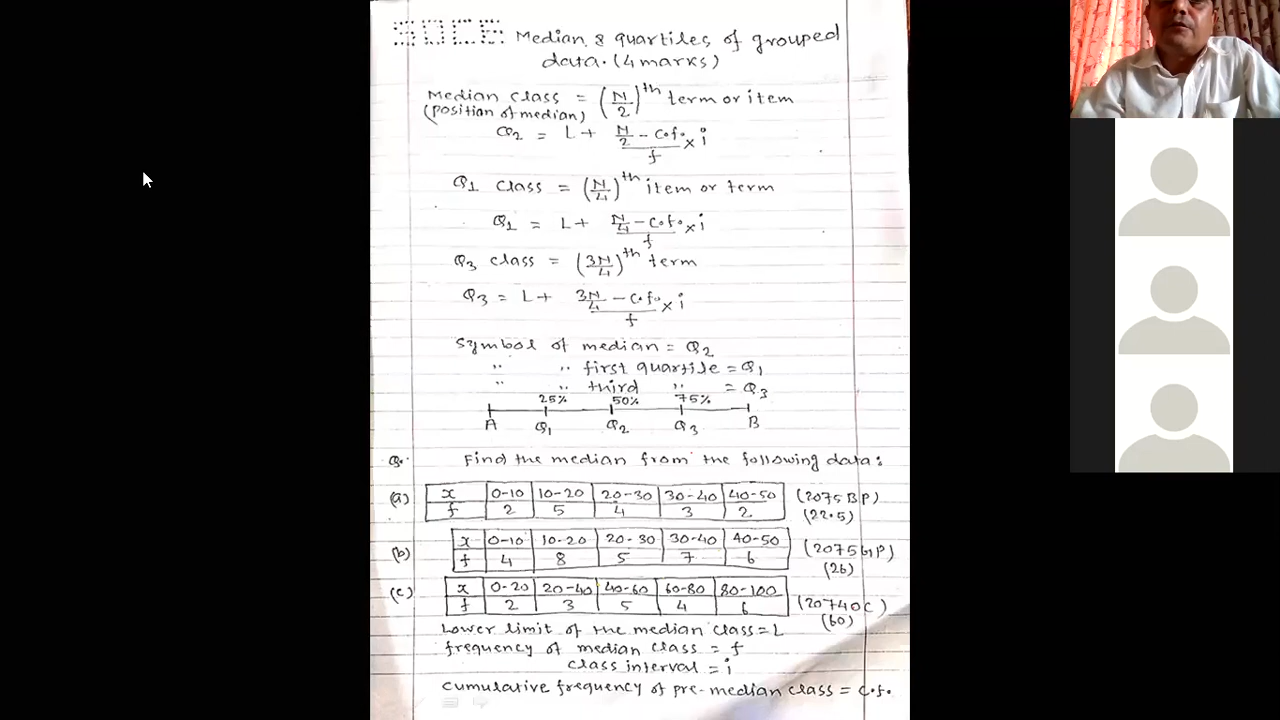 SOCE Median & quartiles of grouped
data. (4 marks)
Median class = (N/2)th term or item
(position of median)
Q2 = L + (N/2 - c.f.)/f × i
Q1 class = (N/4)th item or term
Q1 = L + (N/4 - c.f.)/f × i
Q3 class = (3N/4)th term
Q3 = L + (3N/4 - c.f.)/f × i
Symbol of median = Q2
" " first quartile = Q1
" " third " = Q3
25% 50% 75%
A Q1 Q2 Q3 B
Q. Find the median from the following data:
(a) x 0-10 10-20 20-30 30-40 40-50 (2075 BP)
f 2 5 4 3 2 (22.5)
(b) x 0-10 10-20 20-30 30-40 40-50 (2075 GP)
f 4 8 5 7 6 (26)
(c) x 0-20 20-40 40-60 60-80 80-100 (2074 OC)
f 2 3 5 4 6 (60)
Lower limit of the median class = L
frequency of median class = f
class interval = i
cumulative frequency of pre-median class = c.f.